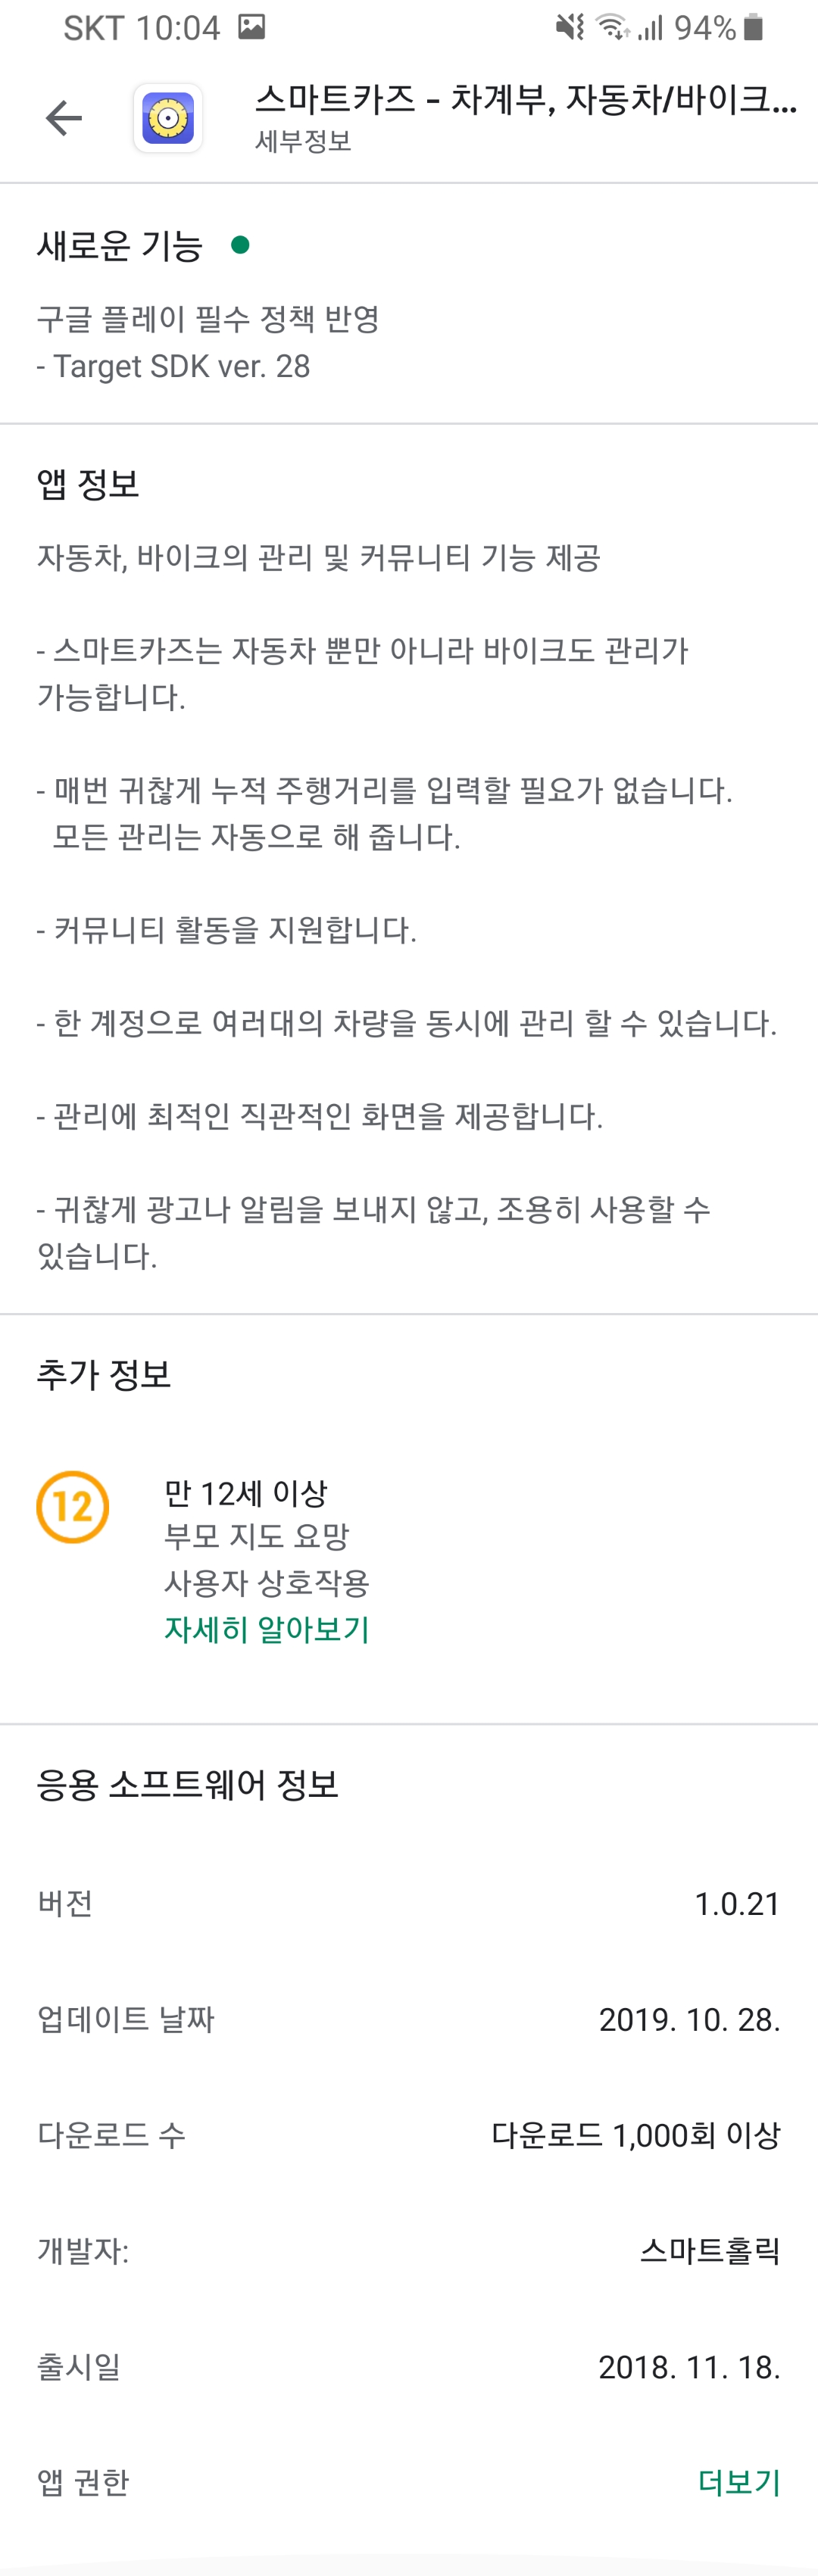 SKT 10:04 94%
스마트카즈 - 차계부, 자동차/바이크...
세부정보
새로운 기능
구글 플레이 필수 정책 반영
- Target SDK ver. 28
앱 정보
자동차, 바이크의 관리 및 커뮤니티 기능 제공
- 스마트카즈는 자동차 뿐만 아니라 바이크도 관리가
가능합니다.
- 매번 귀찮게 누적 주행거리를 입력할 필요가 없습니다.
모든 관리는 자동으로 해 줍니다.
- 커뮤니티 활동을 지원합니다.
- 한 계정으로 여러대의 차량을 동시에 관리 할 수 있습니다.
- 관리에 최적인 직관적인 화면을 제공합니다.
- 귀찮게 광고나 알림을 보내지 않고, 조용히 사용할 수
있습니다.
추가 정보
12
만 12세 이상
부모 지도 요망
사용자 상호작용
자세히 알아보기
응용 소프트웨어 정보
버전 1.0.21
업데이트 날짜 2019. 10. 28.
다운로드 수 다운로드 1,000회 이상
개발자: 스마트홀릭
출시일 2018. 11. 18.
앱 권한 더보기